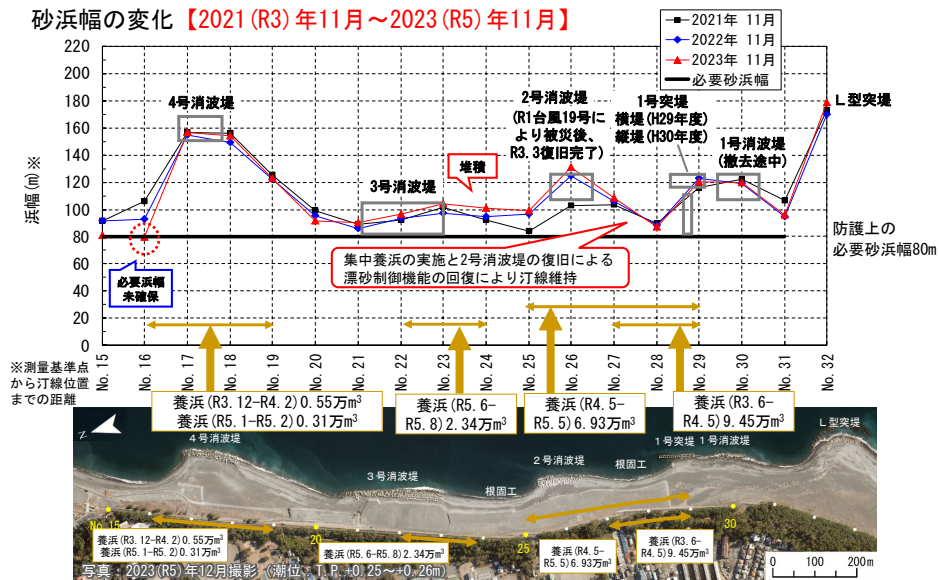 砂浜幅の変化 【2021(R3)年11月～2023(R5)年11月】
2021年 11月
2022年 11月
2023年 11月
必要砂浜幅
浜幅(m)※
220
200
180
160
140
120
100
80
60
40
20
0
4号消波堤
3号消波堤
堆積
2号消波堤
(R1台風19号に
より被災後、
R3.3復旧完了)
1号突堤
横堤(H29年度)
縦堤(H30年度)
1号消波堤
(撤去途中)
L型突堤
防護上の
必要砂浜幅80m
必要浜幅
未確保
集中養浜の実施と2号消波堤の復旧による
漂砂制御機能の回復により汀線維持
No.15
No.16
No.17
No.18
No.19
No.20
No.21
No.22
No.23
No.24
No.25
No.26
No.27
No.28
No.29
No.30
No.31
No.32
※測量基準点
から汀線位置
までの距離
養浜(R3.12-R4.2)0.55万m³
養浜(R5.1-R5.2)0.31万m³
養浜(R5.6-
R5.8)2.34万m³
養浜(R4.5-
R5.5)6.93万m³
養浜(R3.6-
R4.5)9.45万m³
N
4号消波堤
3号消波堤
根固工
2号消波堤
根固工
1号突堤
1号消波堤
L型突堤
No.15
20
25
30
養浜(R3.12-R4.2)0.55万m³
養浜(R5.1-R5.2)0.31万m³
養浜(R5.6-R5.8)2.34万m³
養浜(R4.5-
R5.5)6.93万m³
養浜(R3.6-
R4.5)9.45万m³
写真：2023(R5)年12月撮影（潮位：T.P.+0.25～+0.26m）
0
100
200m